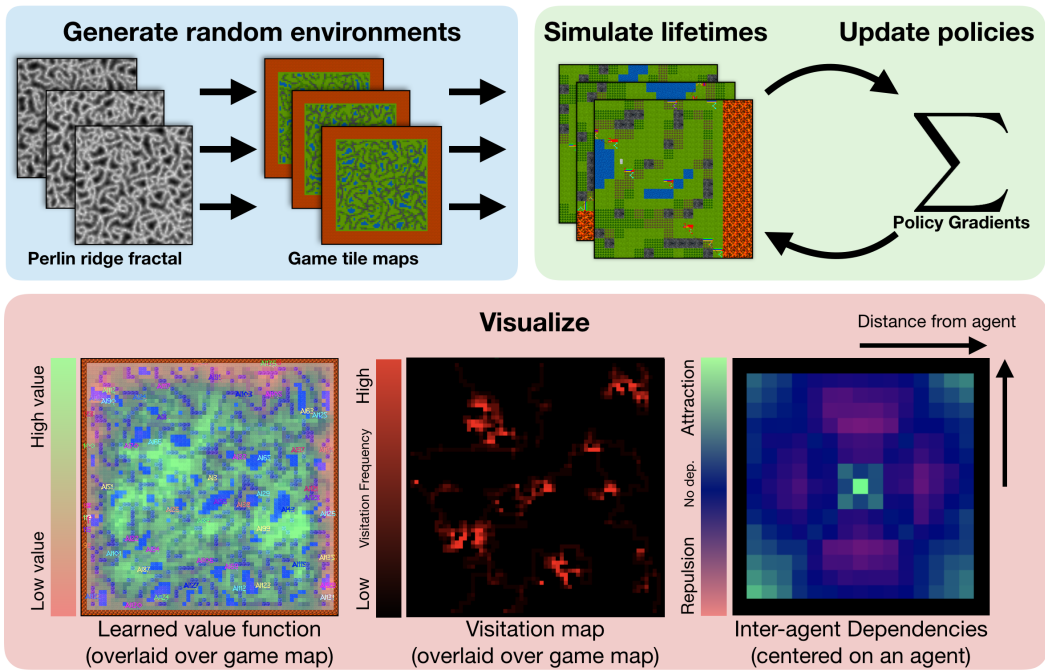 Generate random environments
Perlin ridge fractal
Game tile maps
Simulate lifetimes
Update policies
Policy Gradients
Visualize
High value
Low value
Learned value function
(overlaid over game map)
High
Visitation Frequency
Low
Visitation map
(overlaid over game map)
Distance from agent
Attraction
No dep.
Repulsion
Inter-agent Dependencies
(centered on an agent)